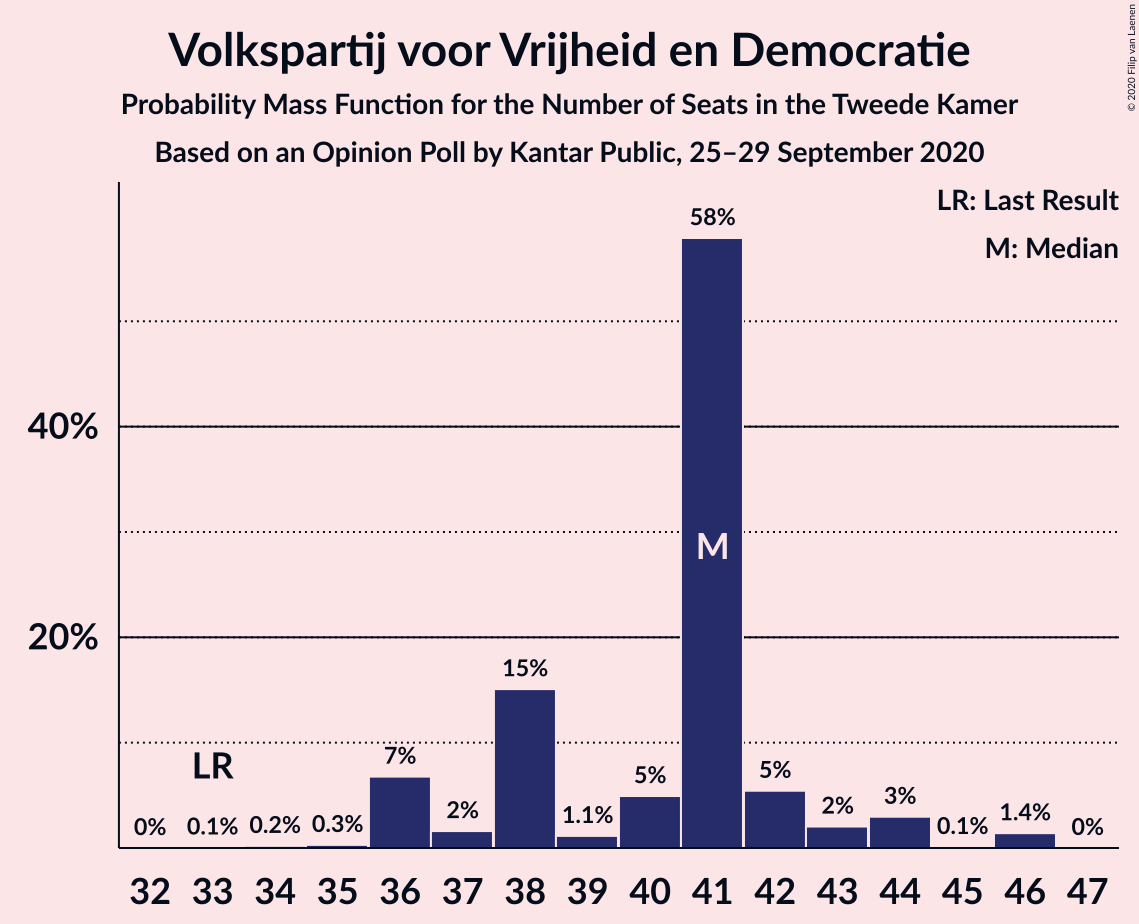 Volkspartij voor Vrijheid en Democratie
Probability Mass Function for the Number of Seats in the Tweede Kamer
Based on an Opinion Poll by Kantar Public, 25–29 September 2020
© 2020 Filip van Laenen
LR: Last Result
M: Median
40%
20%
0%
0.1%
0.2%
0.3%
7%
2%
15%
1.1%
5%
58%
5%
2%
3%
0.1%
1.4%
0%
LR
M
32 33 34 35 36 37 38 39 40 41 42 43 44 45 46 47